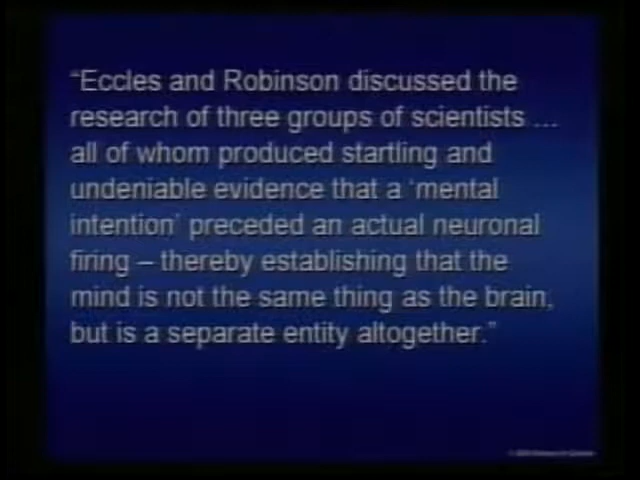 “Eccles and Robinson discussed the
research of three groups of scientists ...
all of whom produced startling and
undeniable evidence that a ‘mental
intention’ preceded an actual neuronal
firing – thereby establishing that the
mind is not the same thing as the brain,
but is a separate entity altogether.”